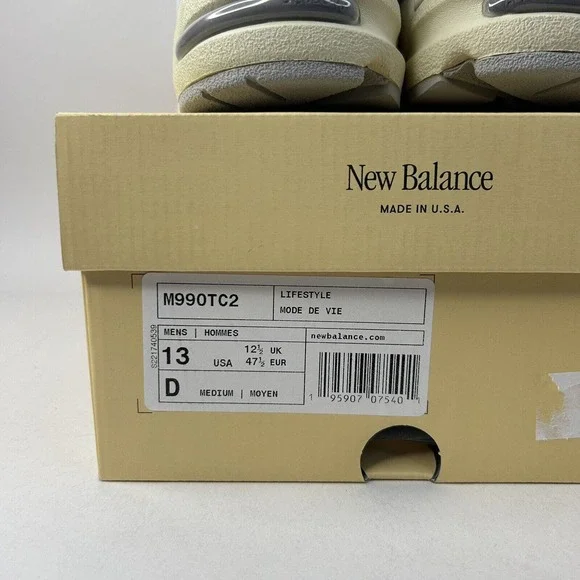 New Balance
MADE IN U.S.A.
M990TC2
LIFESTYLE
MODE DE VIE
S221740539
MENS | HOMMES
13 USA 12½ UK
47½ EUR
D MEDIUM | MOYEN
newbalance.com
1 95907 07540 1